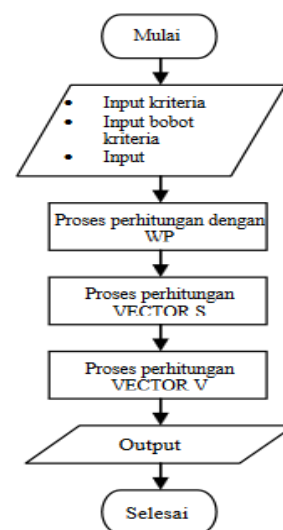 Mulai
• Input kriteria
• Input bobot
kriteria
• Input
Proses perhitungan dengan
WP
Proses perhitungan
VECTOR S
Proses perhitungan
VECTOR V
Output
Selesai